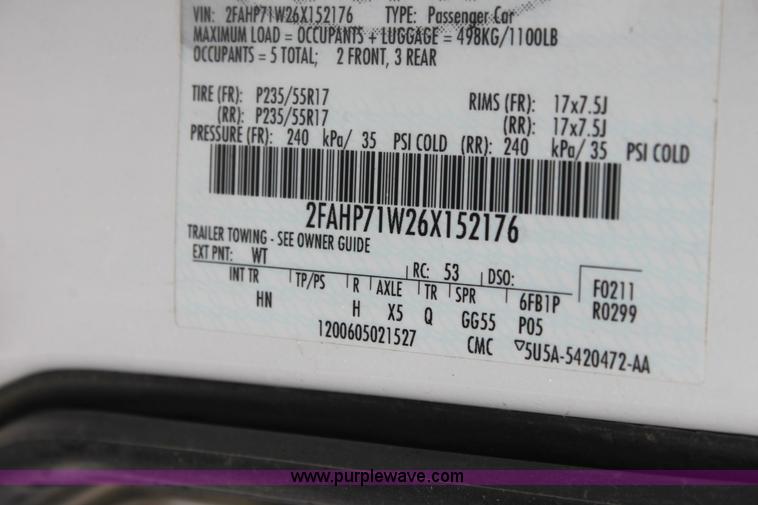 VIN: 2FAHP71W26X152176 TYPE: Passenger Car
MAXIMUM LOAD = OCCUPANTS + LUGGAGE = 498KG/1100LB
OCCUPANTS = 5 TOTAL; 2 FRONT, 3 REAR
TIRE (FR): P235/55R17 RIMS (FR): 17x7.5J
(RR): P235/55R17 (RR): 17x7.5J
PRESSURE (FR): 240 kPa/ 35 PSI COLD (RR): 240 kPa/ 35 PSI COLD
2FAHP71W26X152176
TRAILER TOWING - SEE OWNER GUIDE
EXT PNT: WT RC: 53 DSO: F0211
INT TR TP/PS R AXLE TR SPR 6FB1P R0299
HN H X5 Q GG55 P05
1200605021527 CMC ▽5U5A-5420472-AA
www.purplewave.com